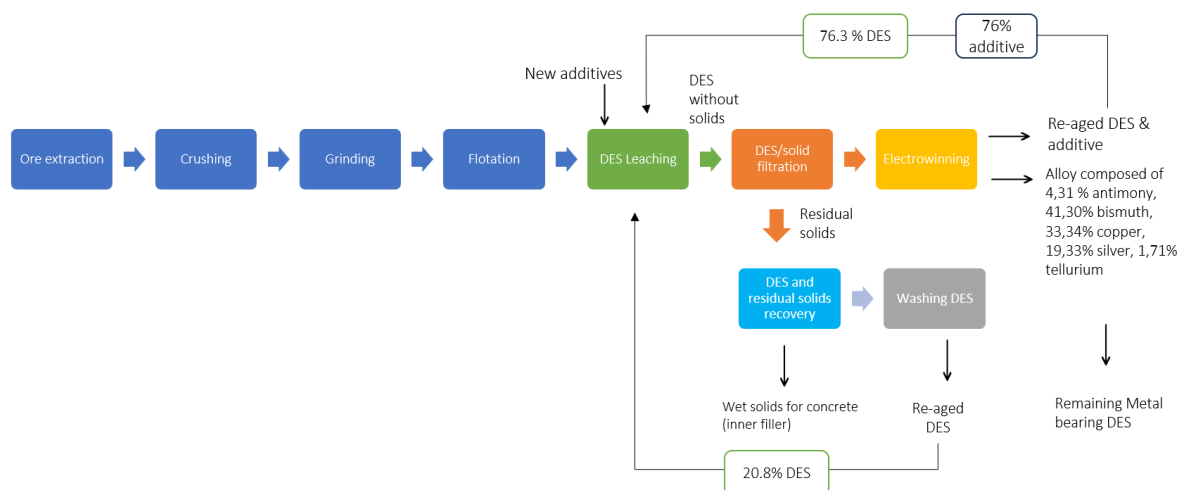 76.3 % DES
76%
additive
New additives
DES
without
solids
Ore extraction
Crushing
Grinding
Flotation
DES Leaching
DES/solid
filtration
Electrowinning
Re-aged DES &
additive
Alloy composed of
4,31 % antimony,
41,30% bismuth,
33,34% copper,
19,33% silver, 1,71%
tellurium
Residual
solids
DES and
residual solids
recovery
Washing DES
Wet solids for concrete
(inner filler)
Re-aged
DES
Remaining Metal
bearing DES
20.8% DES